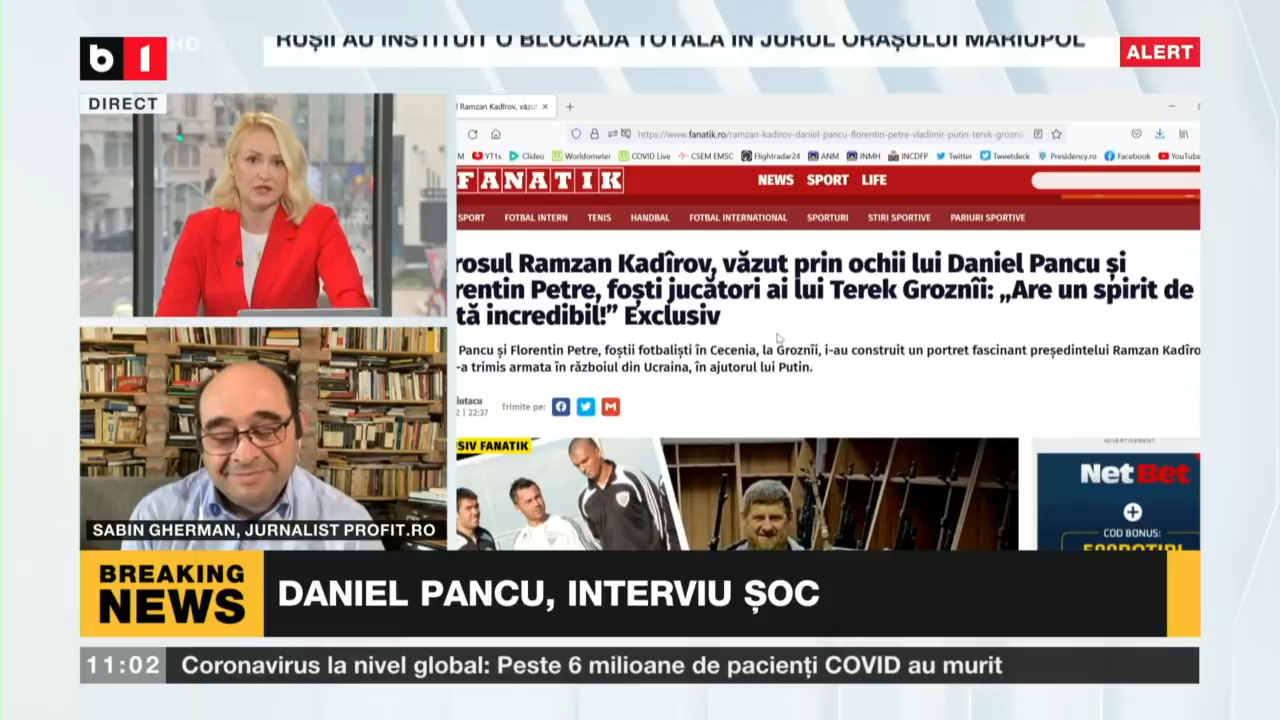 b 1 HD
RUȘII AU INSTITUIT O BLOCADĂ TOTALĂ ÎN JURUL ORAȘULUI MARIUPOL
ALERT
DIRECT
Ramzan Kadîrov, văzu
https://www.fanatik.ro/ramzan-kadirov-daniel-pancu-florentin-petre-vladimir-putin-terek-grozni
M YT1s Clideo Worldometer COVID Live CSEM EMSC Flightradar24 ANM INMH INCDFP Twitter Tweetdeck Presidency.ro Facebook YouTube
FANATIK
NEWS SPORT LIFE
SPORT FOTBAL INTERN TENIS HANDBAL FOTBAL INTERNATIONAL SPORTURI STIRI SPORTIVE PARIURI SPORTIVE
rosul Ramzan Kadîrov, văzut prin ochii lui Daniel Pancu și
rentin Petre, foști jucători ai lui Terek Groznîi: „Are un spirit de
tă incredibil!” Exclusiv
Pancu și Florentin Petre, foștii fotbaliști în Cecenia, la Groznîi, i-au construit un portret fascinant președintelui Ramzan Kadîro
-a trimis armata în războiul din Ucraina, în ajutorul lui Putin.
iutacu
2 | 22:37
Trimite pe:
SIV FANATIK
ADVERTISEMENT
NetBet
COD BONUS:
SABIN GHERMAN, JURNALIST PROFIT.RO
BREAKING
NEWS
DANIEL PANCU, INTERVIU ȘOC
11:02 Coronavirus la nivel global: Peste 6 milioane de pacienți COVID au murit